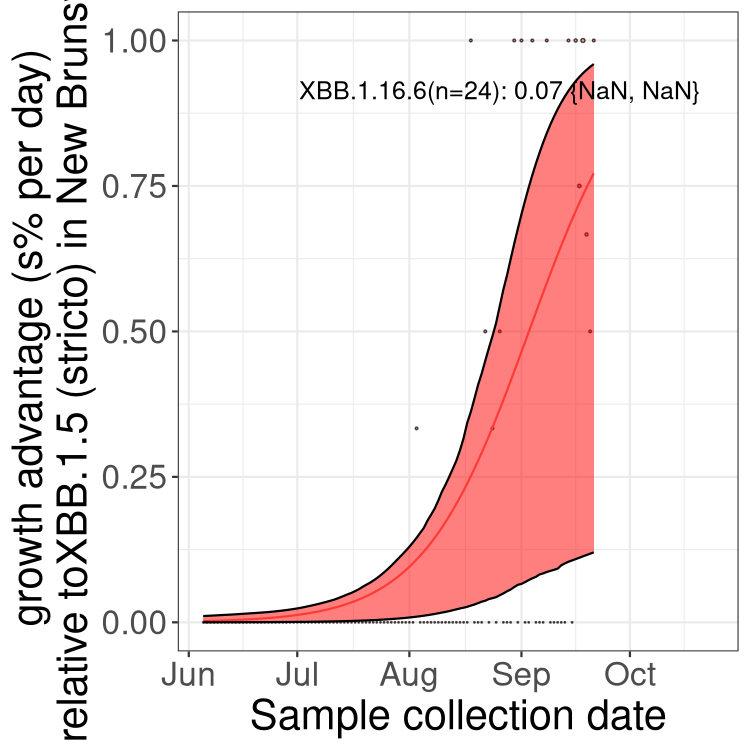 growth advantage (s% per day)
relative toXBB.1.5 (stricto) in New Bruns
1.00
0.75
0.50
0.25
0.00
XBB.1.16.6(n=24): 0.07 {NaN, NaN}
Jun Jul Aug Sep Oct
Sample collection date